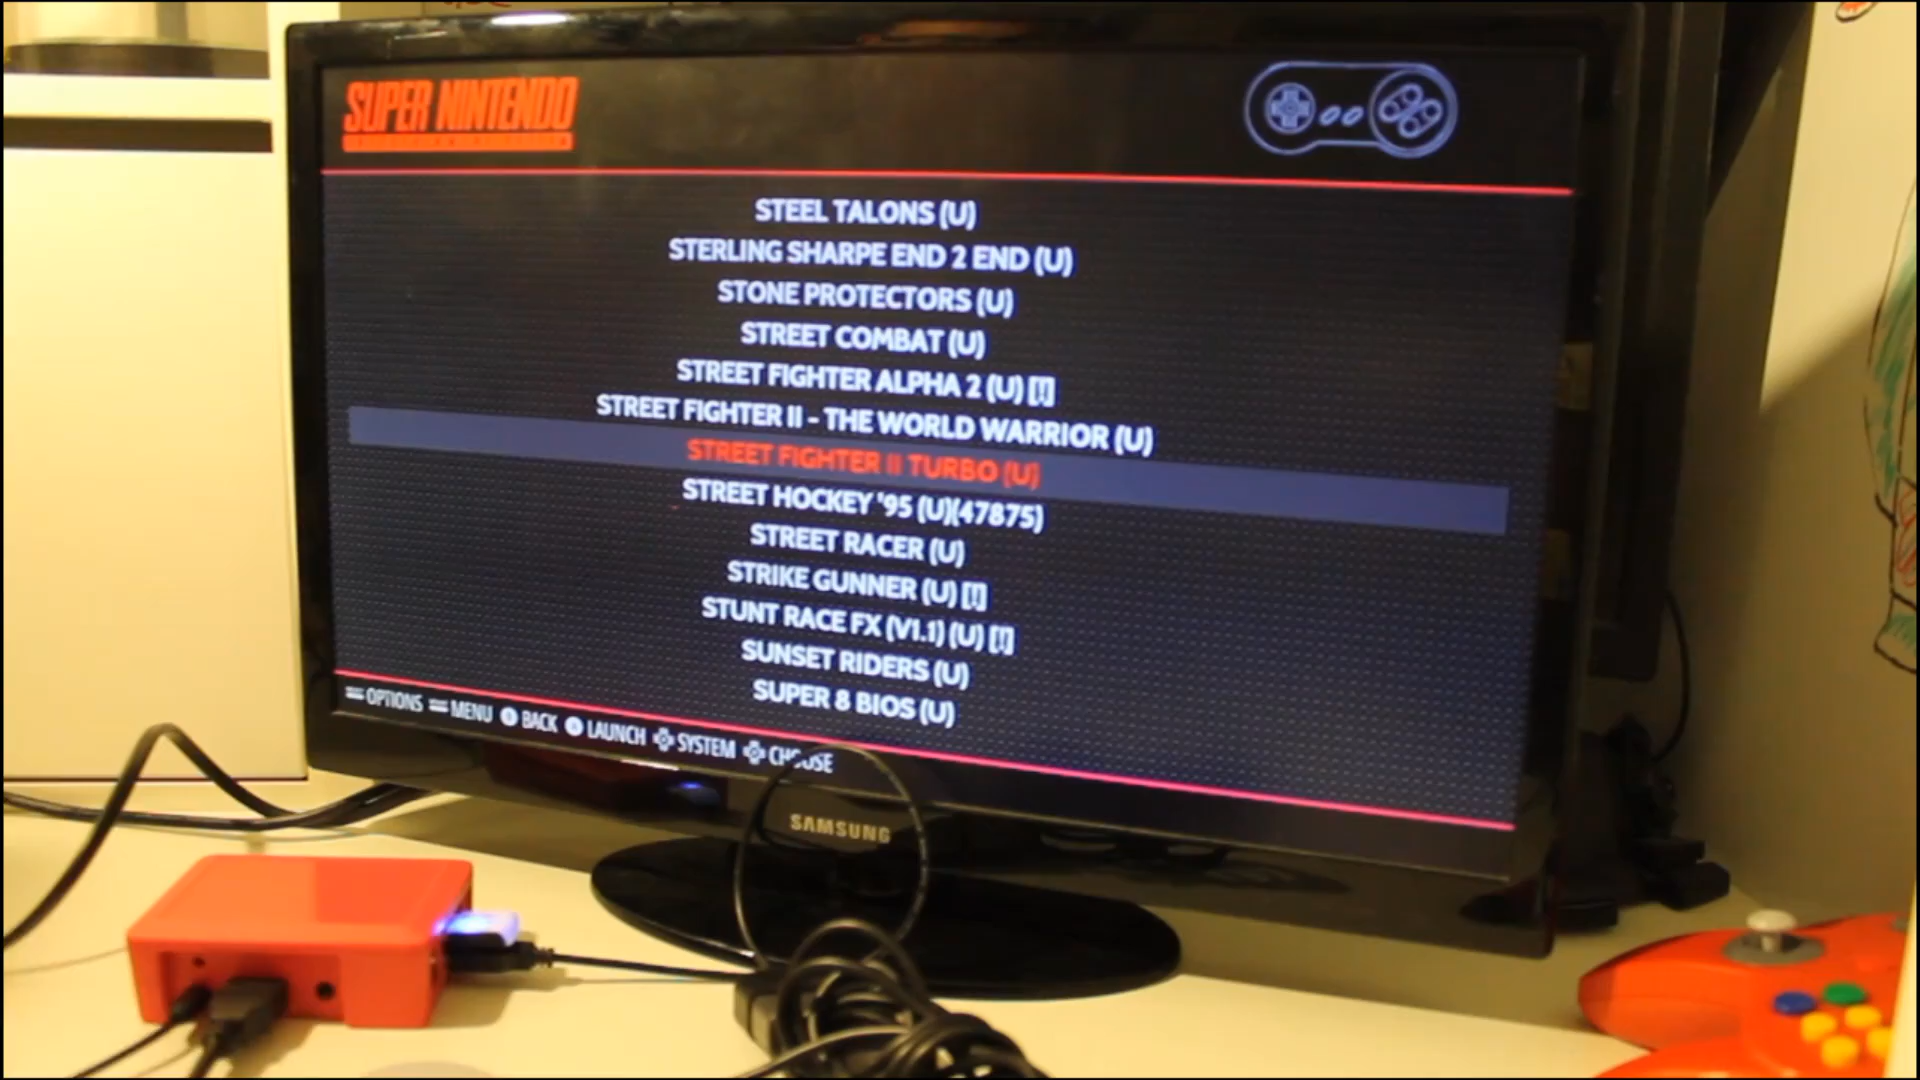 SUPER NINTENDO
STEEL TALONS (U)
STERLING SHARPE END 2 END (U)
STONE PROTECTORS (U)
STREET COMBAT (U)
STREET FIGHTER ALPHA 2 (U) [!]
STREET FIGHTER II - THE WORLD WARRIOR (U)
STREET FIGHTER II TURBO (U)
STREET HOCKEY '95 (U)(47875)
STREET RACER (U)
STRIKE GUNNER (U) [!]
STUNT RACE FX (V1.1) (U) [!]
SUNSET RIDERS (U)
SUPER 8 BIOS (U)
OPTIONS MENU BACK LAUNCH SYSTEM CHOOSE
SAMSUNG